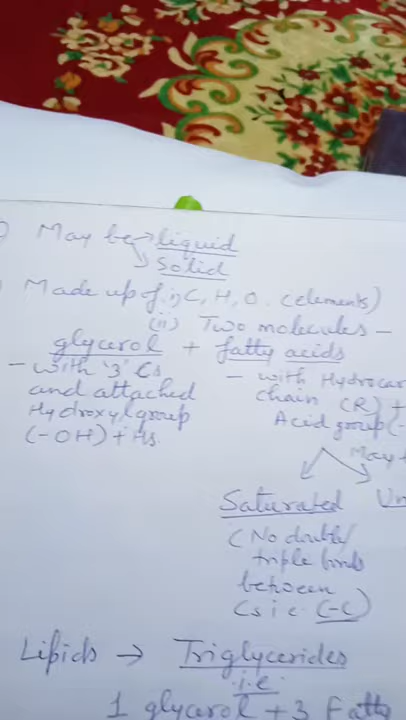 May be → liquid
↘ Solid
Made up of i) C, H, O. (elements)
(ii) Two molecules -
glycerol + fatty acids
- with '3' Cs
and attached
Hydroxyl group
(-OH) + Hs.
- with Hydrocar
chain (R) +
Acid group (-
May
Saturated Un
(No double/
triple bonds
between
Cs i.e. (-C)
Lipids → Triglycerides
i.e.
1 glycerol + 3 Fatty